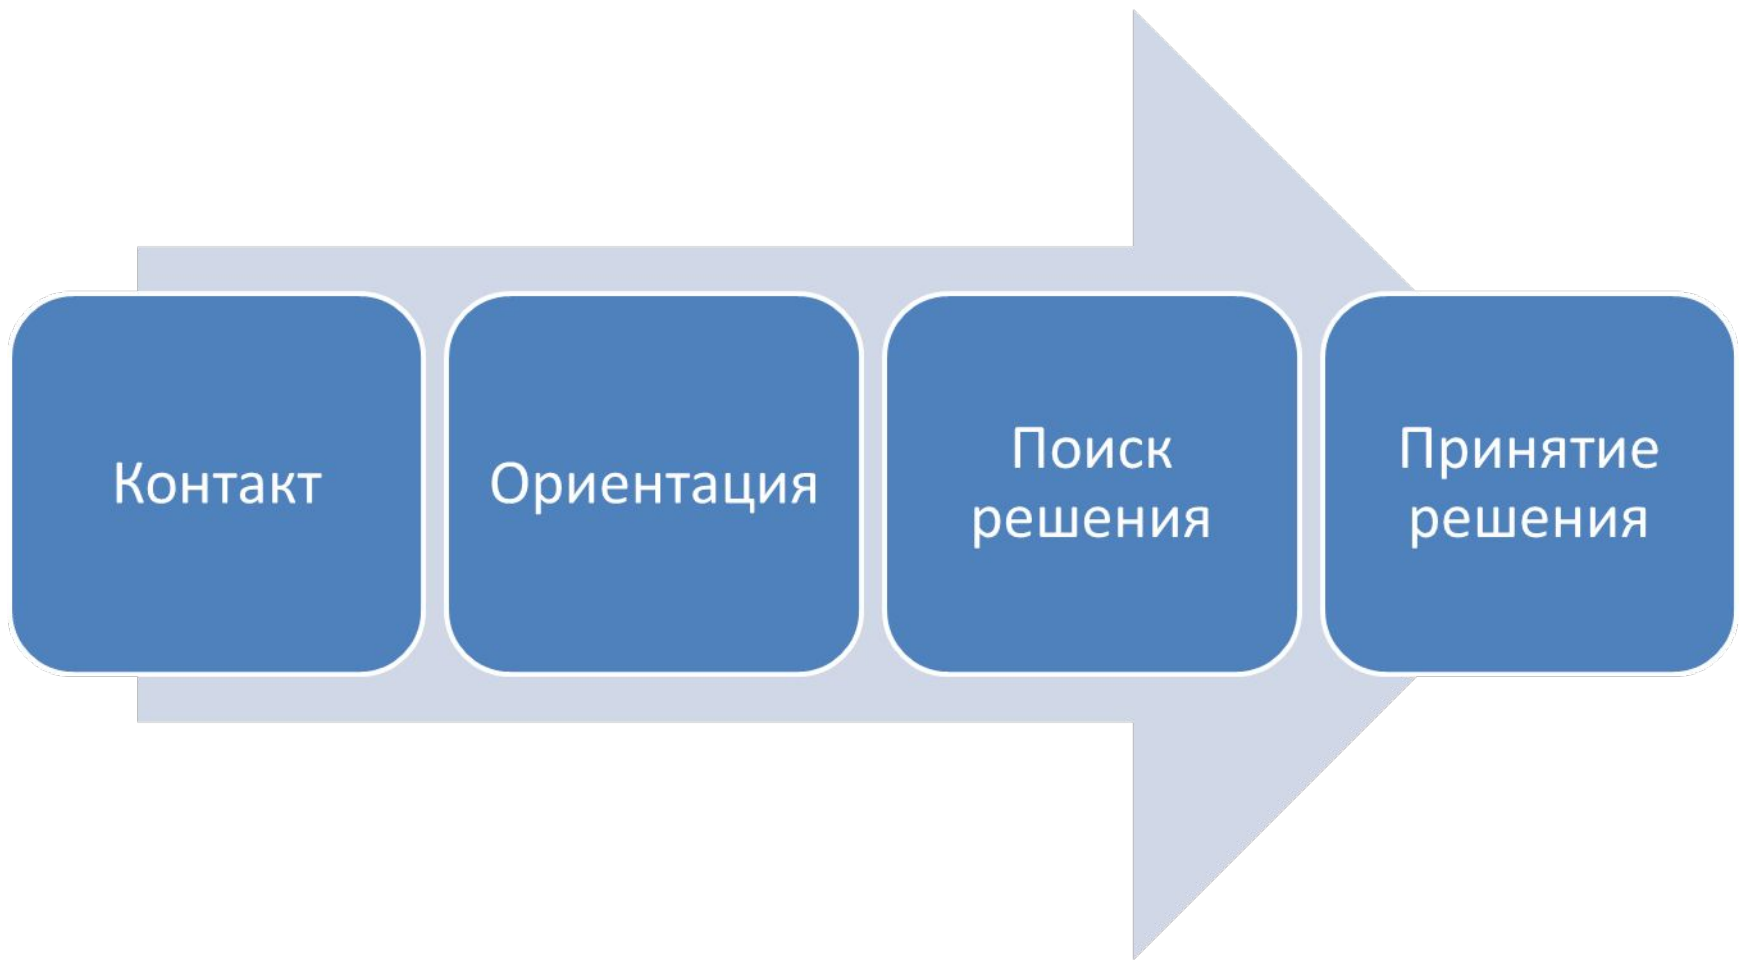 Контакт
Ориентация
Поиск
решения
Принятие
решения